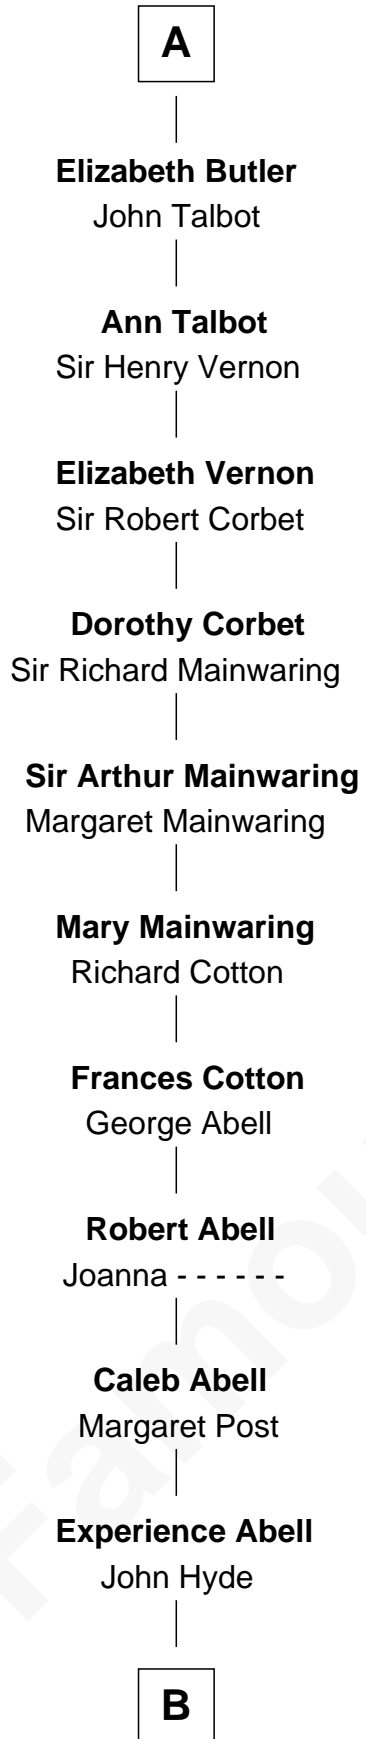 A
Elizabeth Butler
John Talbot
Ann Talbot
Sir Henry Vernon
Elizabeth Vernon
Sir Robert Corbet
Dorothy Corbet
Sir Richard Mainwaring
Sir Arthur Mainwaring
Margaret Mainwaring
Mary Mainwaring
Richard Cotton
Frances Cotton
George Abell
Robert Abell
Joanna - - - - - -
Caleb Abell
Margaret Post
Experience Abell
John Hyde
B
Famou